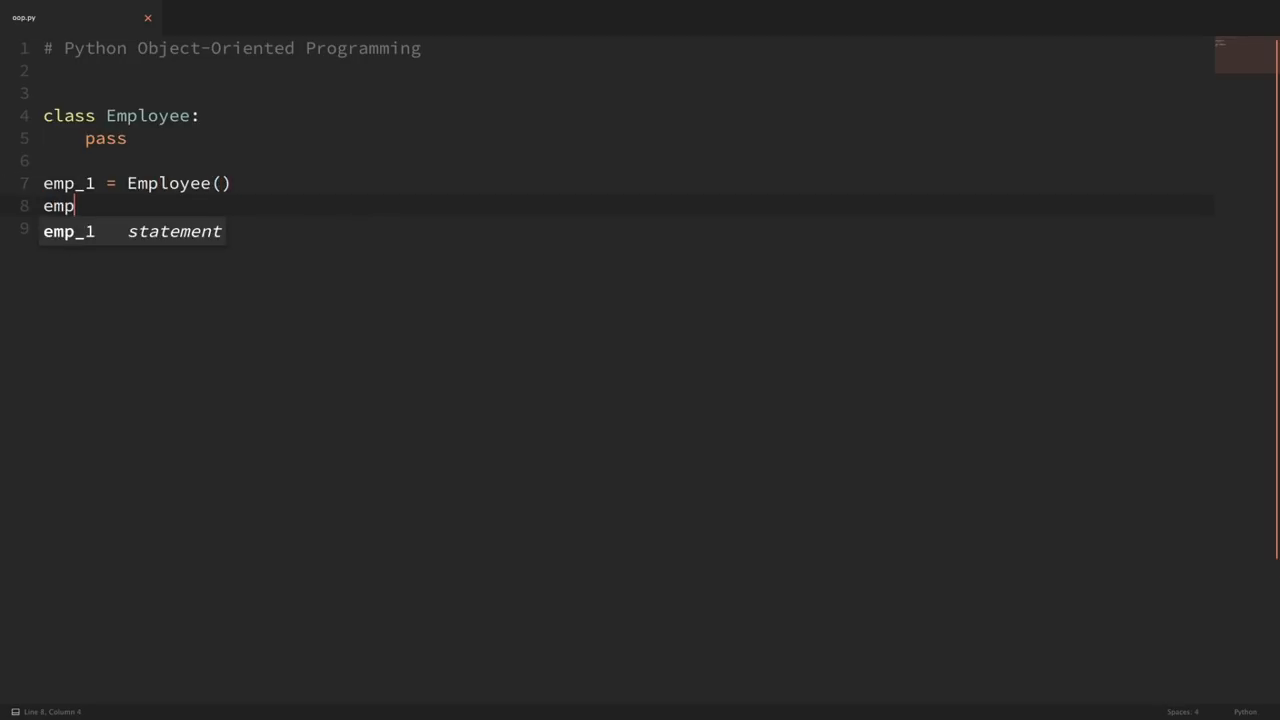 oop.py ×
1 # Python Object-Oriented Programming
2
3
4 class Employee:
5     pass
6
7 emp_1 = Employee()
8 emp
9 emp_1 statement
Line 8, Column 4 Spaces: 4 Python